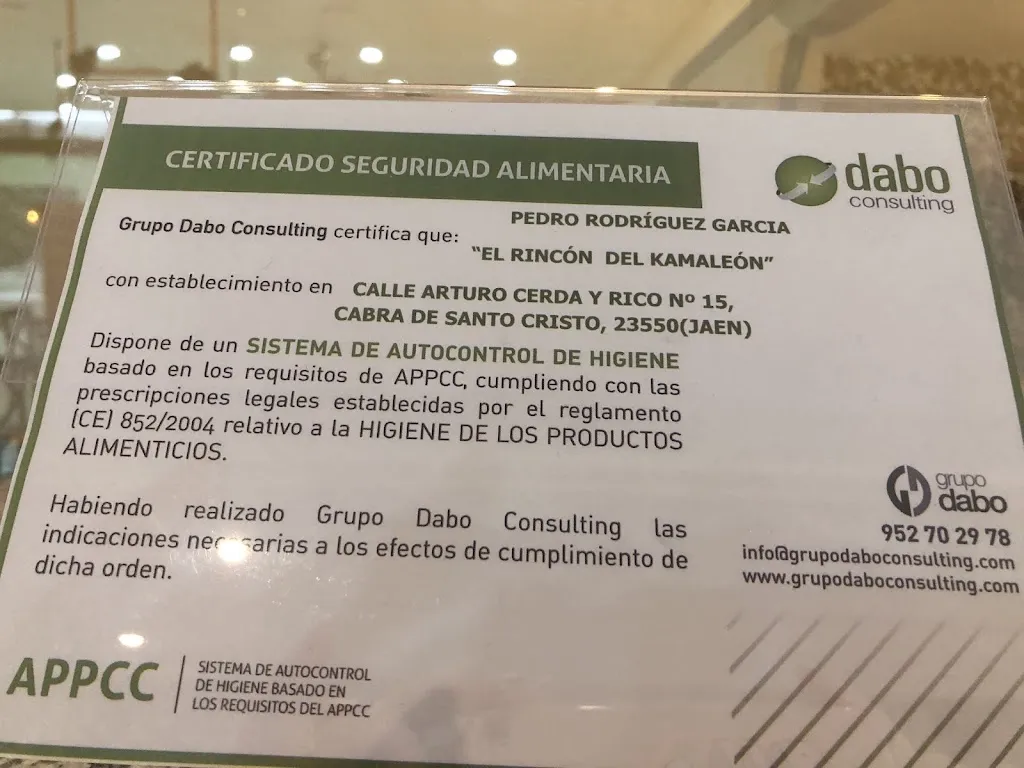 CERTIFICADO SEGURIDAD ALIMENTARIA
dabo
consulting
PEDRO RODRÍGUEZ GARCIA
Grupo Dabo Consulting certifica que:
“EL RINCÓN DEL KAMALEÓN”
con establecimiento en CALLE ARTURO CERDA Y RICO Nº 15,
CABRA DE SANTO CRISTO, 23550(JAEN)
Dispone de un SISTEMA DE AUTOCONTROL DE HIGIENE
basado en los requisitos de APPCC, cumpliendo con las
prescripciones legales establecidas por el reglamento
(CE) 852/2004 relativo a la HIGIENE DE LOS PRODUCTOS
ALIMENTICIOS.
Habiendo realizado Grupo Dabo Consulting las
indicaciones necesarias a los efectos de cumplimiento de
dicha orden.
grupo
dabo
952 70 29 78
info@grupodaboconsulting.com
www.grupodaboconsulting.com
APPCC
SISTEMA DE AUTOCONTROL
DE HIGIENE BASADO EN
LOS REQUISITOS DEL APPCC